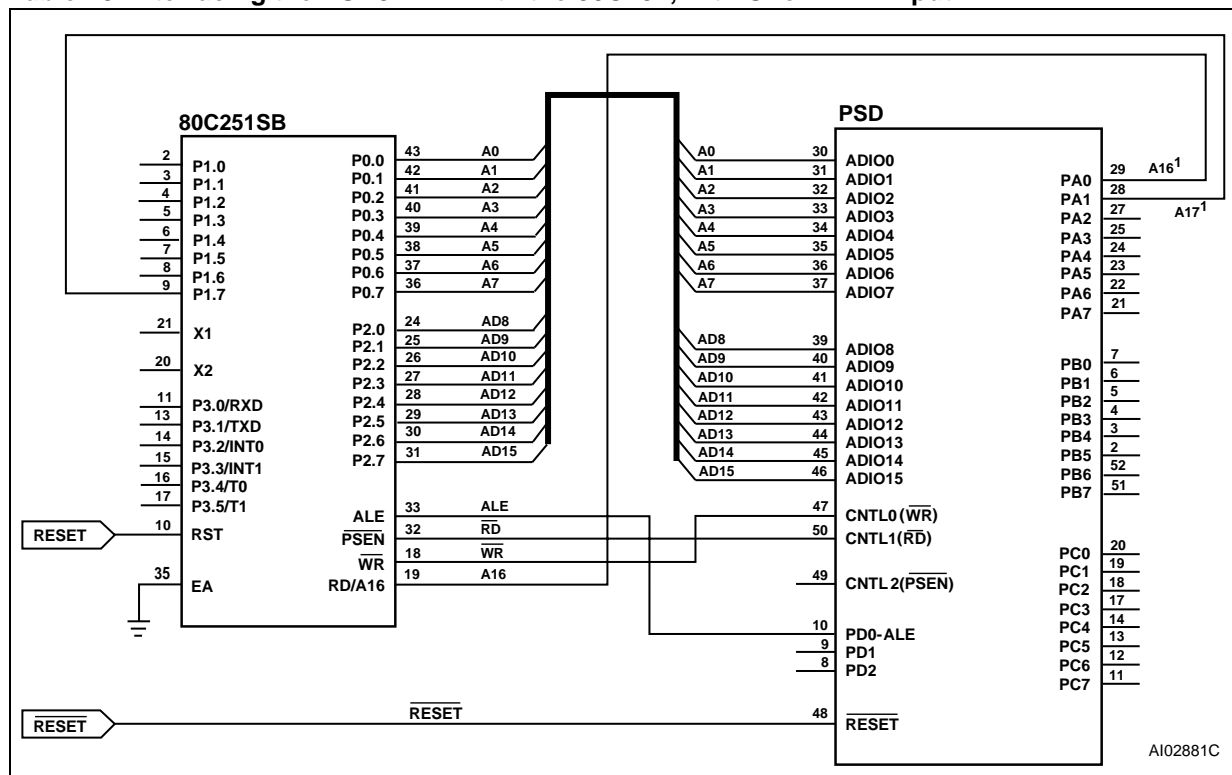 80C251SB
PSD
2 P1.0
3 P1.1
4 P1.2
5 P1.3
6 P1.4
7 P1.5
8 P1.6
9 P1.7
21 X1
20 X2
11 P3.0/RXD
13 P3.1/TXD
14 P3.2/INT0
15 P3.3/INT1
16 P3.4/T0
17 P3.5/T1
RESET 10 RST
35 EA
P0.0 43 A0
P0.1 42 A1
P0.2 41 A2
P0.3 40 A3
P0.4 39 A4
P0.5 38 A5
P0.6 37 A6
P0.7 36 A7
P2.0 24 AD8
P2.1 25 AD9
P2.2 26 AD10
P2.3 27 AD11
P2.4 28 AD12
P2.5 29 AD13
P2.6 30 AD14
P2.7 31 AD15
ALE 33 ALE
PSEN 32 RD
WR 18 WR
RD/A16 19 A16
A0 30 ADIO0
A1 31 ADIO1
A2 32 ADIO2
A3 33 ADIO3
A4 34 ADIO4
A5 35 ADIO5
A6 36 ADIO6
A7 37 ADIO7
AD8 39 ADIO8
AD9 40 ADIO9
AD10 41 ADIO10
AD11 42 ADIO11
AD12 43 ADIO12
AD13 44 ADIO13
AD14 45 ADIO14
AD15 46 ADIO15
47 CNTL0(WR)
50 CNTL1(RD)
49 CNTL 2(PSEN)
10 PD0-ALE
9 PD1
8 PD2
RESET RESET 48 RESET
PA0 29 A16¹
PA1 28 A17¹
PA2 27
PA3 25
PA4 24
PA5 23
PA6 22
PA7 21
PB0 7
PB1 6
PB2 5
PB3 4
PB4 3
PB5 2
PB6 52
PB7 51
PC0 20
PC1 19
PC2 18
PC3 17
PC4 14
PC5 13
PC6 12
PC7 11
AI02881C